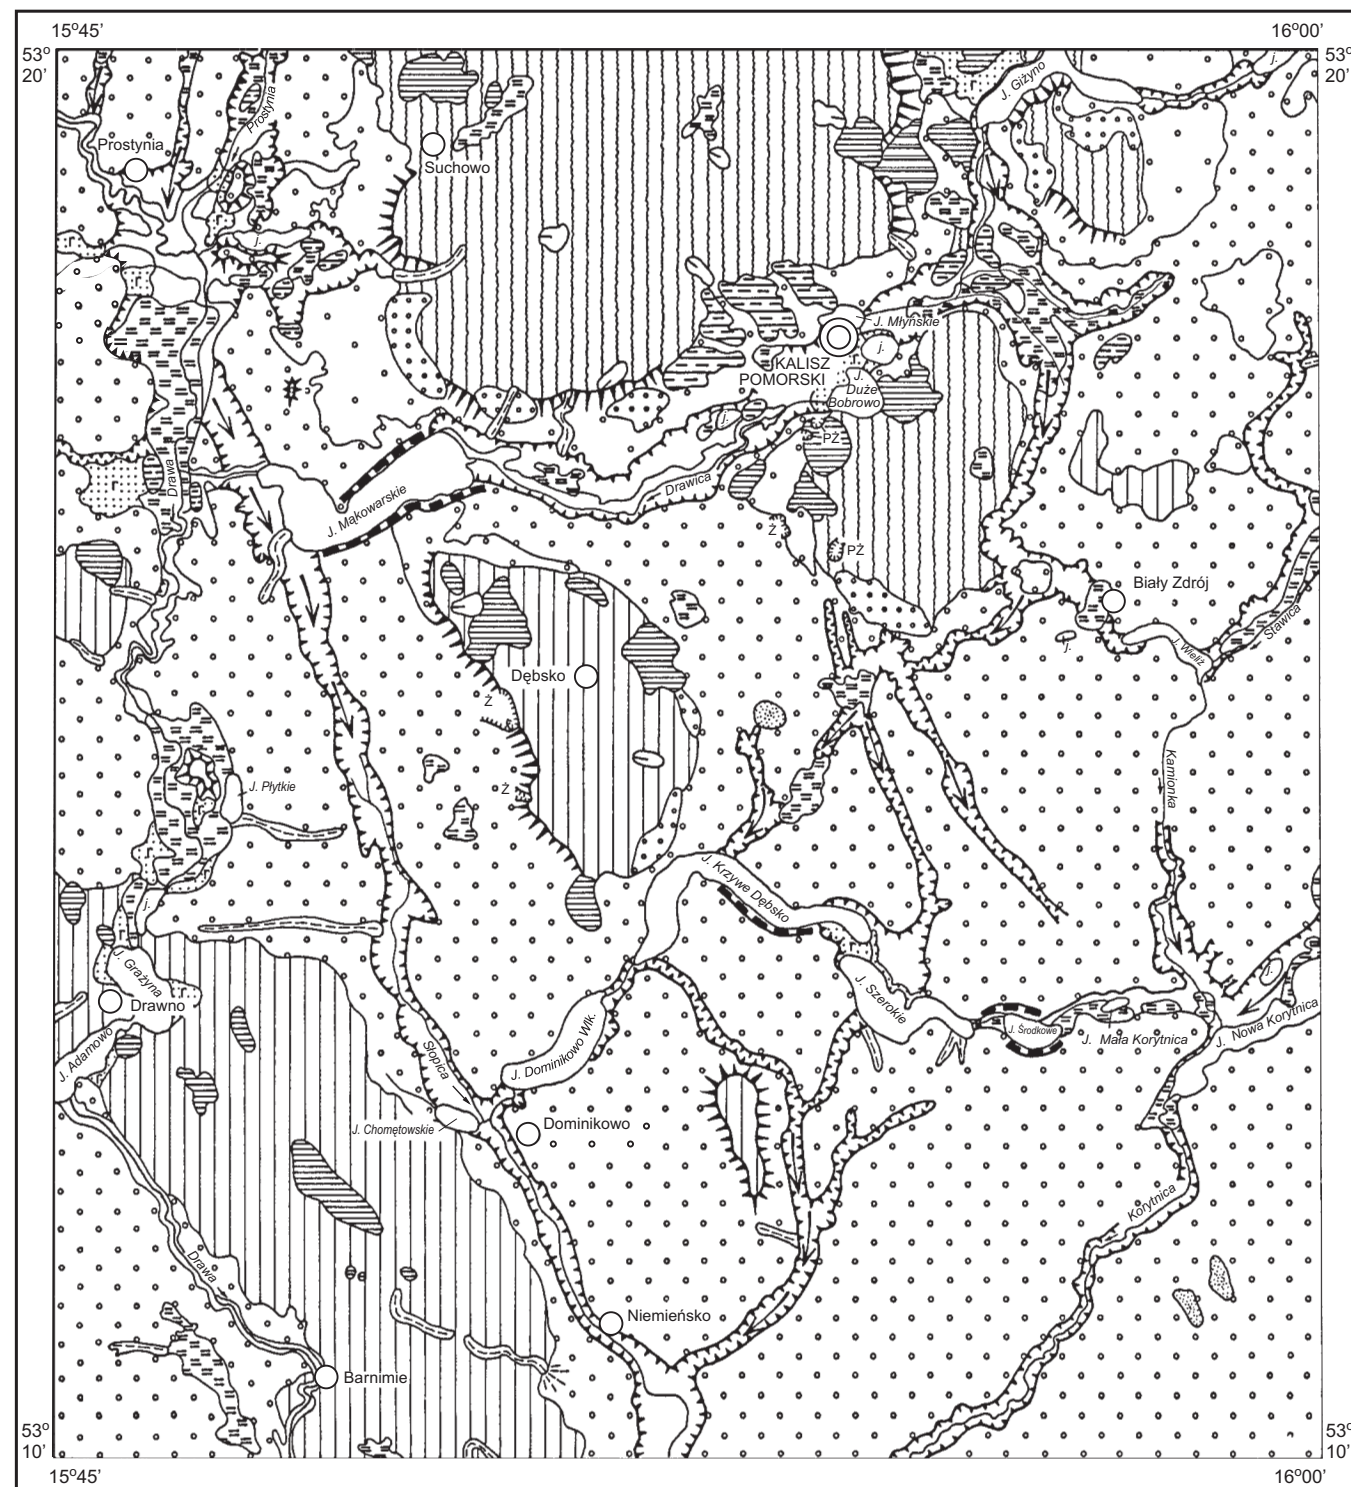 15º45'
16º00'
53º
20'
53º
20'
J. Giżyno
j.
Prostynia
Prostynia
Suchowo
j.
J. Młyńskie
j.
KALISZ
POMORSKI
J.
Duże
Bobrowo
j.
PŻ
Drawa
Drawica
J. Mąkowarskie
Ż
PŻ
Biały Zdrój
Stawica
j.
J. Wieliż
Dębsko
Ż
Kamionka
J. Płytkie
Ż
J. Krzywe Dębsko
j.
J. Grażyna
Drawno
J. Szerokie
j.
J. Adamowo
J. Dominikowo Wlk.
J. Środkowe
J. Mała Korytnica
J. Nowa Korytnica
Słopica
J. Chomętowskie
Dominikowo
Korytnica
Drawa
Niemieńsko
Barnimie
53º
10'
53º
10'
15º45'
16º00'